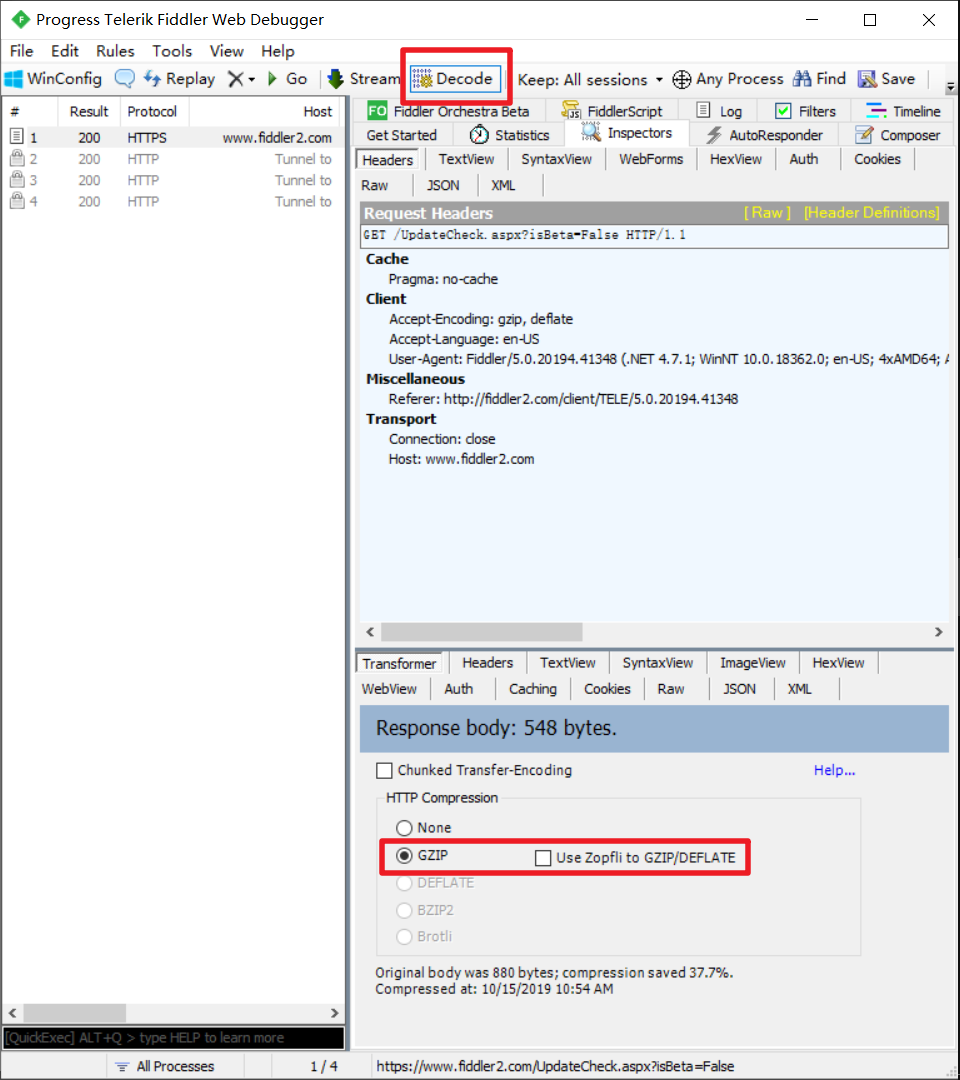 Progress Telerik Fiddler Web Debugger
File Edit Rules Tools View Help
WinConfig Replay Go Stream Decode Keep: All sessions Any Process Find Save
# Result Protocol Host
1 200 HTTPS www.fiddler2.com
2 200 HTTP Tunnel to
3 200 HTTP Tunnel to
4 200 HTTP Tunnel to
FO Fiddler Orchestra Beta JS FiddlerScript Log Filters Timeline
Get Started Statistics Inspectors AutoResponder Composer
Headers TextView SyntaxView WebForms HexView Auth Cookies
Raw JSON XML
Request Headers [ Raw ] [Header Definitions]
GET /UpdateCheck.aspx?isBeta=False HTTP/1.1
Cache
Pragma: no-cache
Client
Accept-Encoding: gzip, deflate
Accept-Language: en-US
User-Agent: Fiddler/5.0.20194.41348 (.NET 4.7.1; WinNT 10.0.18362.0; en-US; 4xAMD64;
Miscellaneous
Referer: http://fiddler2.com/client/TELE/5.0.20194.41348
Transport
Connection: close
Host: www.fiddler2.com
Transformer Headers TextView SyntaxView ImageView HexView
WebView Auth Caching Cookies Raw JSON XML
Response body: 548 bytes.
Chunked Transfer-Encoding Help...
HTTP Compression
None
GZIP Use Zopfli to GZIP/DEFLATE
DEFLATE
BZIP2
Brotli
Original body was 880 bytes; compression saved 37.7%.
Compressed at: 10/15/2019 10:54 AM
[QuickExec] ALT+Q > type HELP to learn more
All Processes 1 / 4 https://www.fiddler2.com/UpdateCheck.aspx?isBeta=False